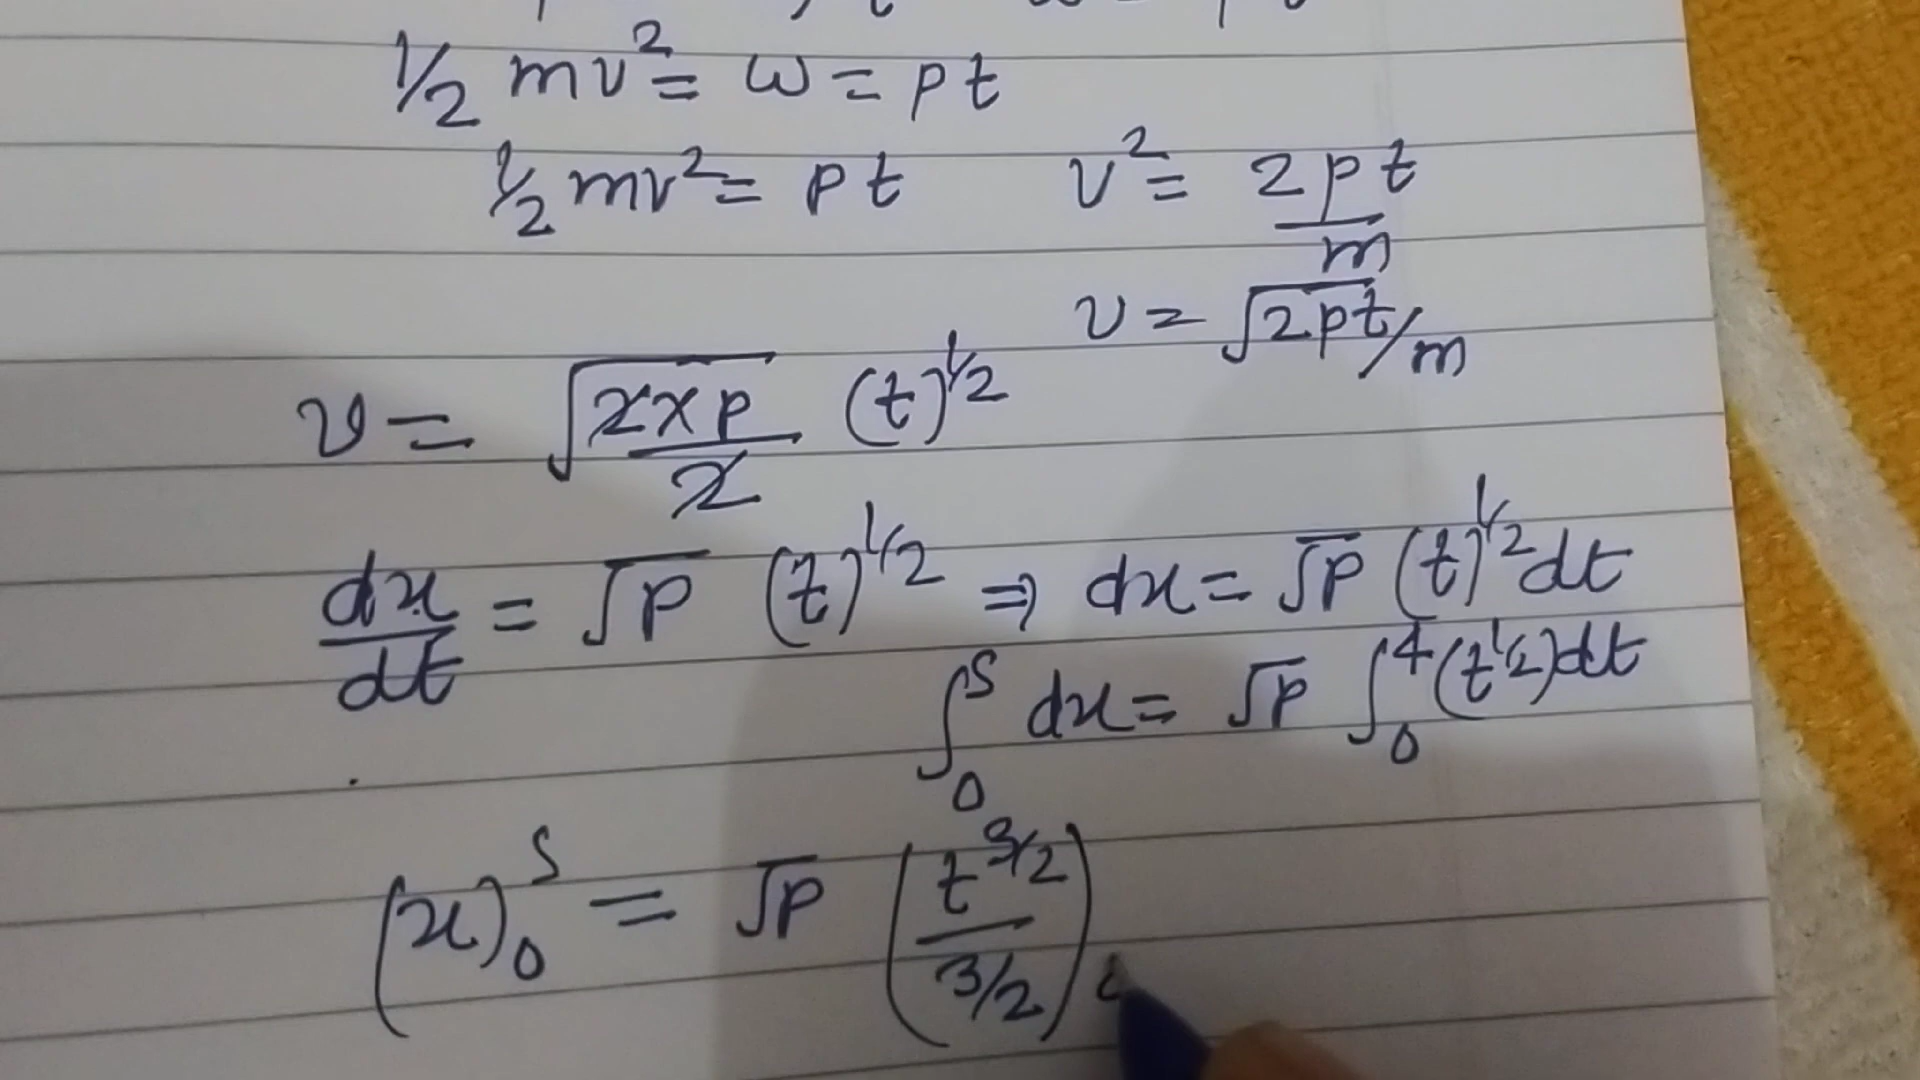 1/2 mv² = w = pt
1/2 mv² = pt    v² = 2pt/m
v = √2pt/m
v = √(2xp/2) (t)^1/2
dx/dt = √p (t)^1/2 ⇒ dx = √p (t)^1/2 dt
∫₀^S dx = √p ∫₀^4 (t^1/2) dt
(x)₀^S = √p (t^3/2 / 3/2)